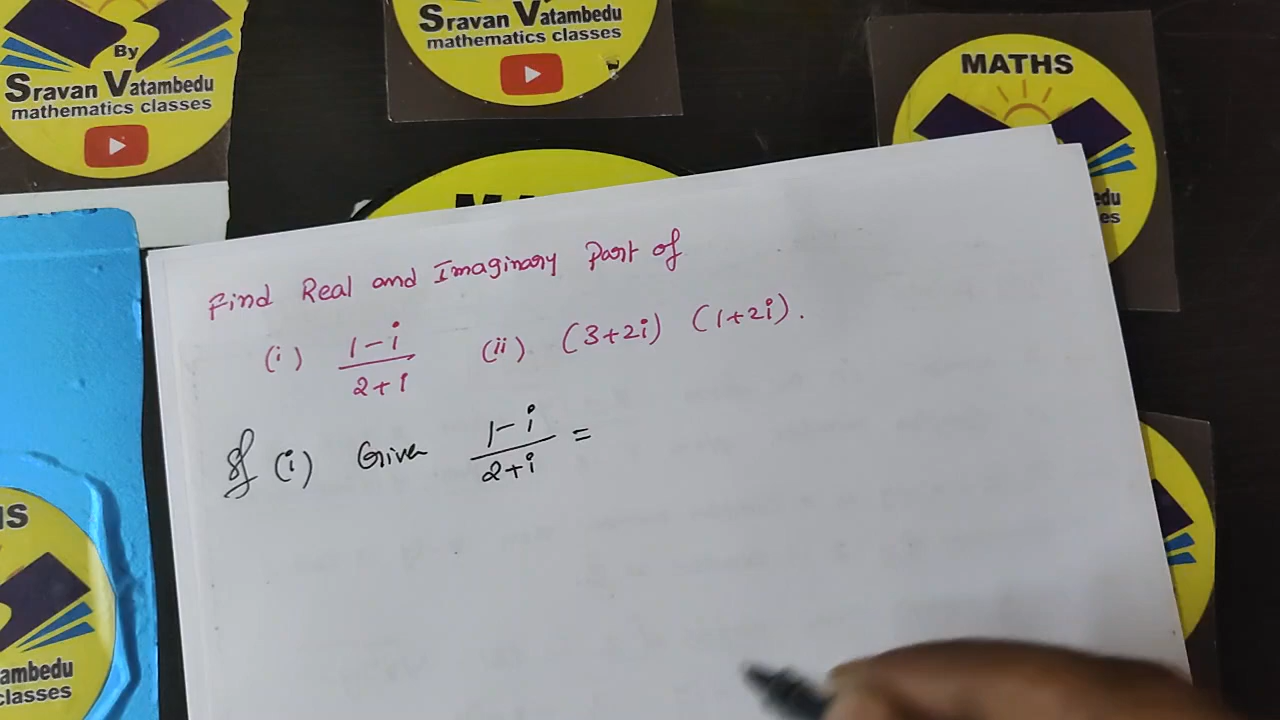 By
Sravan Vatambedu
mathematics classes
Sravan Vatambedu
mathematics classes
MATHS
Find Real and Imaginary Part of
(i) 1-i / 2+i (ii) (3+2i) (1+2i).
(i) Given 1-i / 2+i =